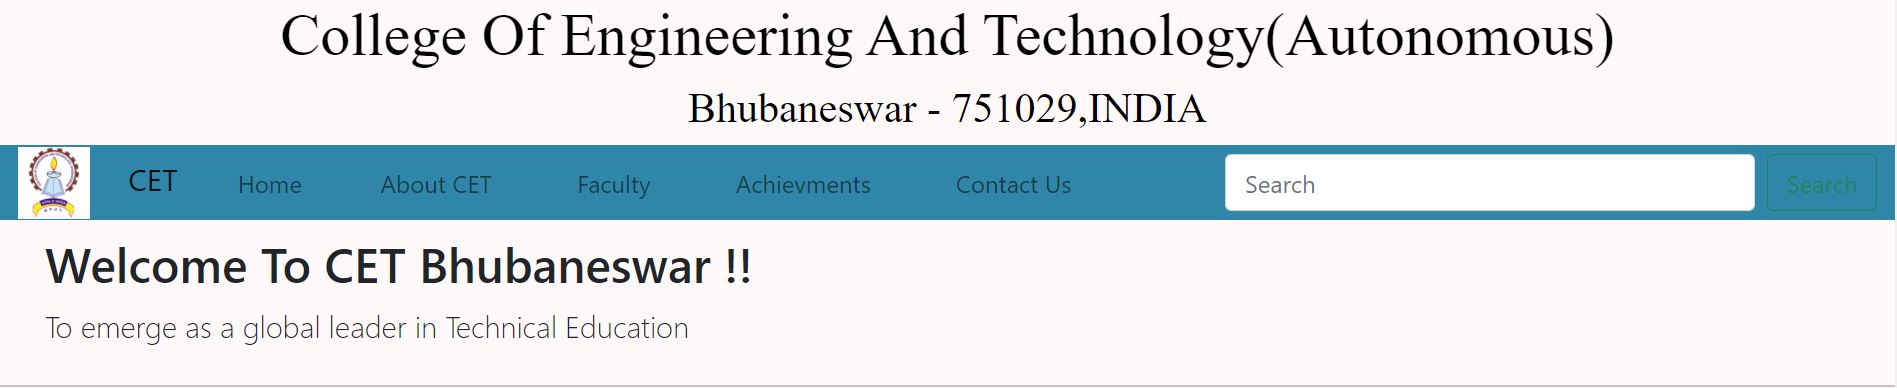 College Of Engineering And Technology(Autonomous)
Bhubaneswar - 751029,INDIA
CET Home About CET Faculty Achievments Contact Us Search Search
Welcome To CET Bhubaneswar !!
To emerge as a global leader in Technical Education